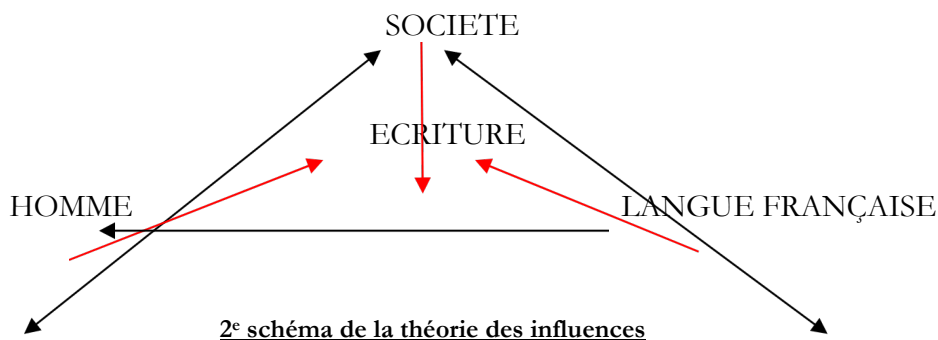 SOCIETE
ECRITURE
HOMME
LANGUE FRANÇAISE
2e schéma de la théorie des influences